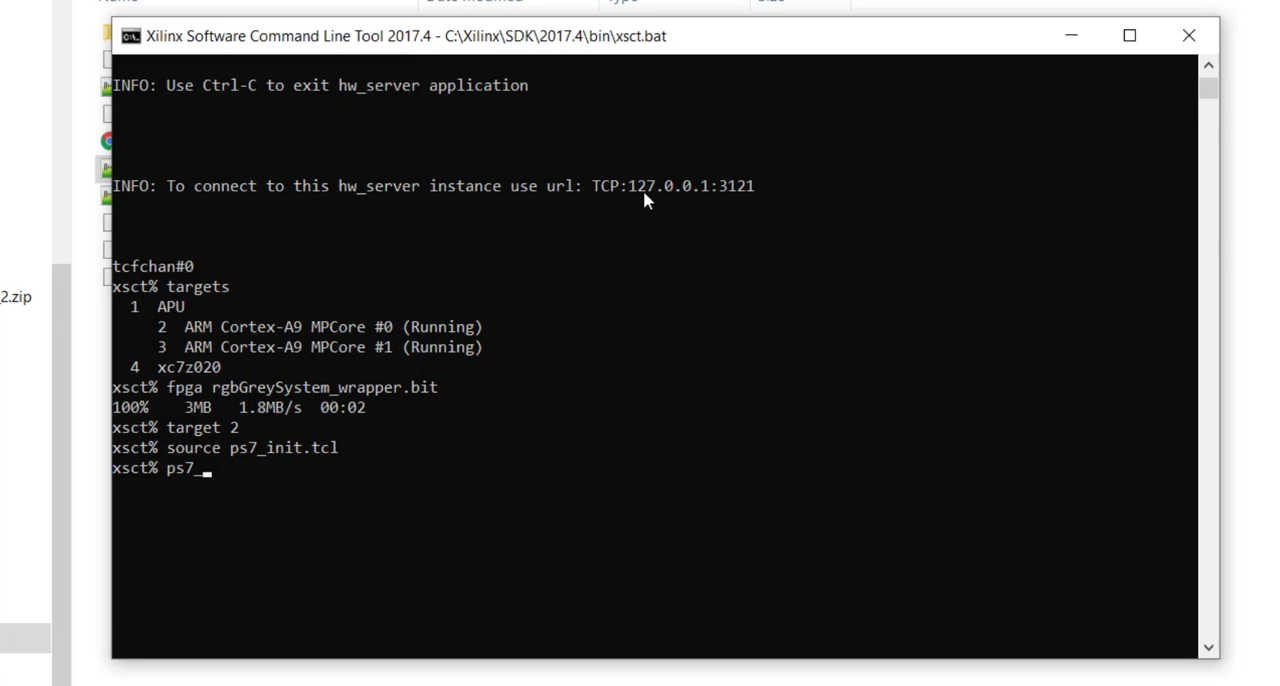 Xilinx Software Command Line Tool 2017.4 - C:\Xilinx\SDK\2017.4\bin\xsct.bat
INFO: Use Ctrl-C to exit hw_server application
INFO: To connect to this hw_server instance use url: TCP:127.0.0.1:3121
tcfchan#0
xsct% targets
1 APU
2 ARM Cortex-A9 MPCore #0 (Running)
3 ARM Cortex-A9 MPCore #1 (Running)
4 xc7z020
xsct% fpga rgbGreySystem_wrapper.bit
100% 3MB 1.8MB/s 00:02
xsct% target 2
xsct% source ps7_init.tcl
xsct% ps7_
_2.zip